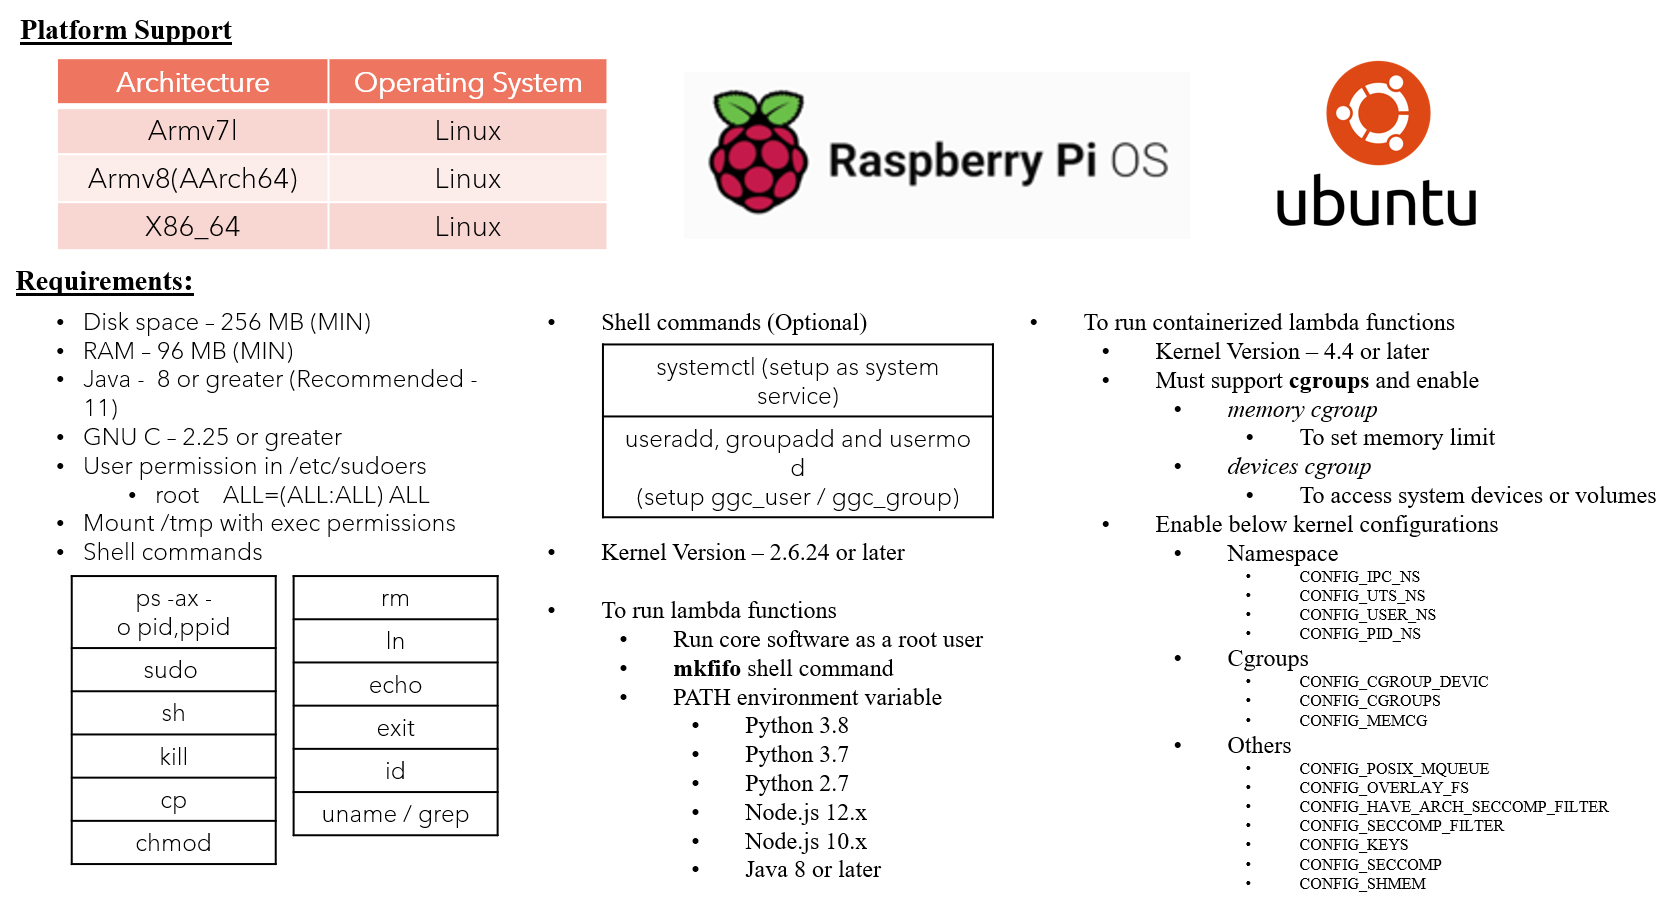 Platform Support
Architecture Operating System
Armv7l Linux
Armv8(AArch64) Linux
X86_64 Linux
Raspberry Pi OS
ubuntu
Requirements:
• Disk space – 256 MB (MIN)
• RAM – 96 MB (MIN)
• Java - 8 or greater (Recommended -
11)
• GNU C – 2.25 or greater
• User permission in /etc/sudoers
• root ALL=(ALL:ALL) ALL
• Mount /tmp with exec permissions
• Shell commands
ps -ax -
o pid,ppid
sudo
sh
kill
cp
chmod
rm
ln
echo
exit
id
uname / grep
• Shell commands (Optional)
systemctl (setup as system
service)
useradd, groupadd and usermo
d
(setup ggc_user / ggc_group)
• Kernel Version – 2.6.24 or later
• To run lambda functions
• Run core software as a root user
• mkfifo shell command
• PATH environment variable
• Python 3.8
• Python 3.7
• Python 2.7
• Node.js 12.x
• Node.js 10.x
• Java 8 or later
• To run containerized lambda functions
• Kernel Version – 4.4 or later
• Must support cgroups and enable
• memory cgroup
• To set memory limit
• devices cgroup
• To access system devices or volumes
• Enable below kernel configurations
• Namespace
• CONFIG_IPC_NS
• CONFIG_UTS_NS
• CONFIG_USER_NS
• CONFIG_PID_NS
• Cgroups
• CONFIG_CGROUP_DEVIC
• CONFIG_CGROUPS
• CONFIG_MEMCG
• Others
• CONFIG_POSIX_MQUEUE
• CONFIG_OVERLAY_FS
• CONFIG_HAVE_ARCH_SECCOMP_FILTER
• CONFIG_SECCOMP_FILTER
• CONFIG_KEYS
• CONFIG_SECCOMP
• CONFIG_SHMEM